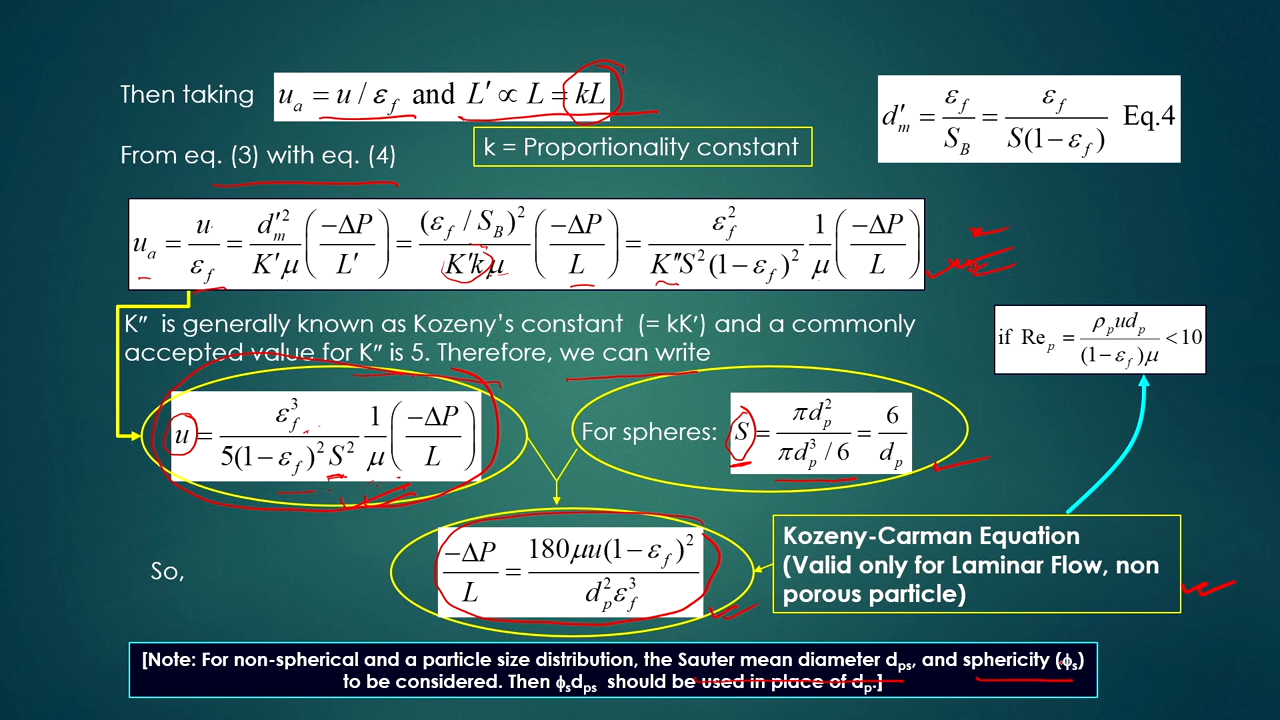 Then taking u_a = u / ε_f and L′ ∝ L = kL
d′_m = ε_f / S_B = ε_f / S(1 − ε_f) Eq.4
k = Proportionality constant
From eq. (3) with eq. (4)
u_a = u / ε_f = d′_m² / K′μ (−ΔP / L′) = (ε_f / S_B)² / K′kμ (−ΔP / L) = ε_f² / K″S²(1 − ε_f)² 1/μ (−ΔP / L)
K″ is generally known as Kozeny’s constant (= kK′) and a commonly
accepted value for K″ is 5. Therefore, we can write
if Re_p = ρ_p u d_p / (1 − ε_f)μ < 10
u = ε_f³ / 5(1 − ε_f)² S² 1/μ (−ΔP / L)
For spheres: S = πd_p² / πd_p³ / 6 = 6 / d_p
So, −ΔP / L = 180μu(1 − ε_f)² / d_p² ε_f³
Kozeny-Carman Equation
(Valid only for Laminar Flow, non
porous particle)
[Note: For non-spherical and a particle size distribution, the Sauter mean diameter d_ps, and sphericity (ϕ_s)
to be considered. Then ϕ_s d_ps should be used in place of d_p.]